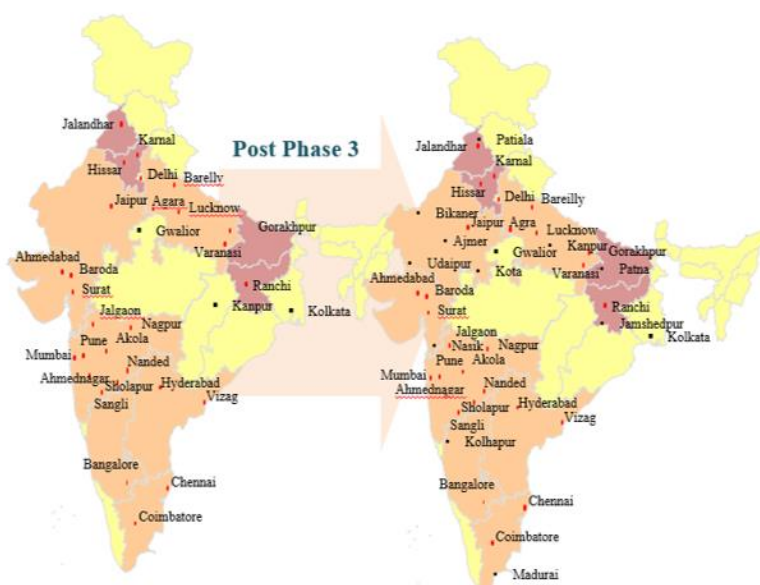 Post Phase 3
Jalandhar
Karnal
Hissar
Delhi
Barelly
Jaipur
Agara
Lucknow
Gwalior
Gorakhpur
Varanasi
Ahmedabad
Baroda
Ranchi
Surat
Kanpur
Kolkata
Jalgaon
Nagpur
Pune
Akola
Mumbai
Nanded
Ahmednagar
Sholapur
Hyderabad
Sangli
Vizag
Bangalore
Chennai
Coimbatore
Patiala
Jalandhar
Karnal
Hissar
Delhi
Bareilly
Bikaner
Jaipur
Agra
Lucknow
Ajmer
Gwalior
Kanpur
Gorakhpur
Udaipur
Varanasi
Patna
Ahmedabad
Kota
Baroda
Ranchi
Surat
Jamshedpur
Kolkata
Jalgaon
Nasik
Nagpur
Pune
Akola
Mumbai
Nanded
Ahmednagar
Sholapur
Hyderabad
Sangli
Vizag
Kolhapur
Bangalore
Chennai
Coimbatore
Madurai